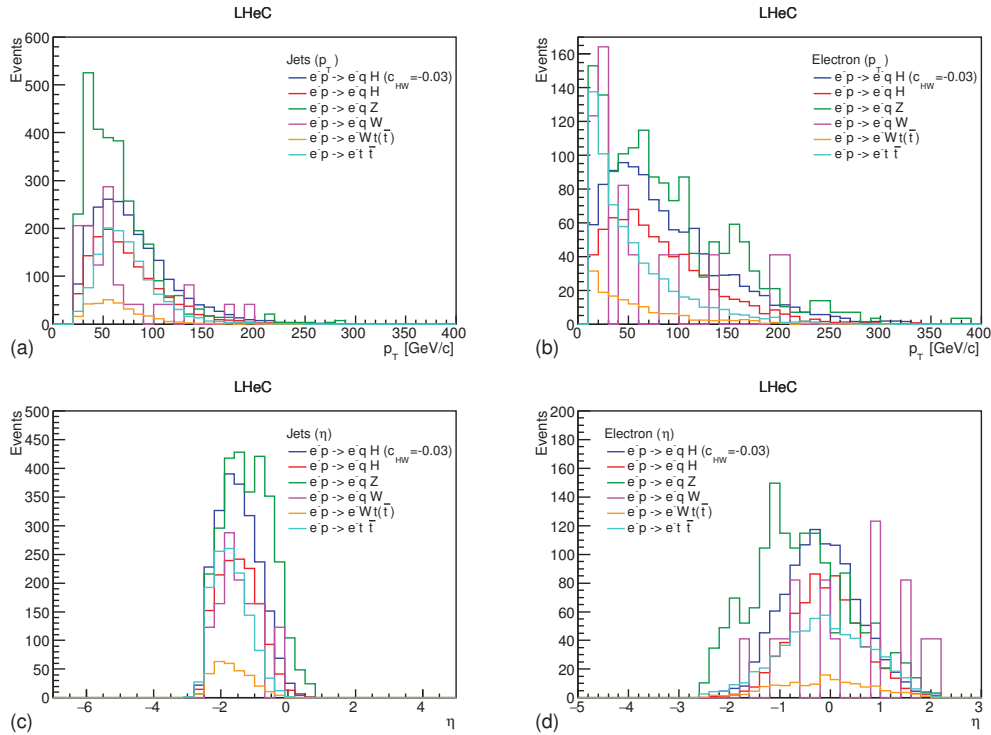 LHeC
Events
600
500
400
300
200
100
0
Jets (p_T)
e⁻p -> e⁻q H (c_HW=-0.03)
e⁻p -> e⁻q H
e⁻p -> e⁻q Z
e⁻p -> e⁻q W
e⁻p -> e⁻W t(t̅)
e⁻p -> e⁻t t̅
0 50 100 150 200 250 300 350 400
p_T [GeV/c]
(a)
LHeC
Events
160
140
120
100
80
60
40
20
0
Electron (p_T)
e⁻p -> e⁻q H (c_HW=-0.03)
e⁻p -> e⁻q H
e⁻p -> e⁻q Z
e⁻p -> e⁻q W
e⁻p -> e⁻W t(t̅)
e⁻p -> e⁻t t̅
0 50 100 150 200 250 300 350 400
p_T [GeV/c]
(b)
LHeC
Events
500
450
400
350
300
250
200
150
100
50
0
Jets (η)
e⁻p -> e⁻q H (c_HW=-0.03)
e⁻p -> e⁻q H
e⁻p -> e⁻q Z
e⁻p -> e⁻q W
e⁻p -> e⁻W t(t̅)
e⁻p -> e⁻t t̅
−6 −4 −2 0 2 4
η
(c)
LHeC
Events
200
180
160
140
120
100
80
60
40
20
0
Electron (η)
e⁻p -> e⁻q H (c_HW=-0.03)
e⁻p -> e⁻q H
e⁻p -> e⁻q Z
e⁻p -> e⁻q W
e⁻p -> e⁻W t(t̅)
e⁻p -> e⁻t t̅
−5 −4 −3 −2 −1 0 1 2 3
η
(d)